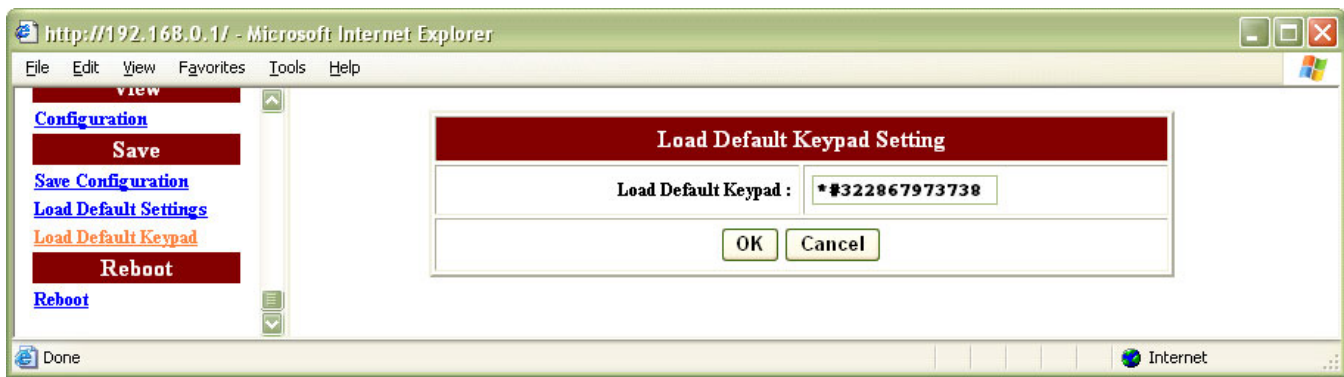 http://192.168.0.1/ - Microsoft Internet Explorer
File Edit View Favorites Tools Help
View
Configuration
Save
Save Configuration
Load Default Settings
Load Default Keypad
Reboot
Reboot
Load Default Keypad Setting
Load Default Keypad : *#322867973738
OK Cancel
Done Internet